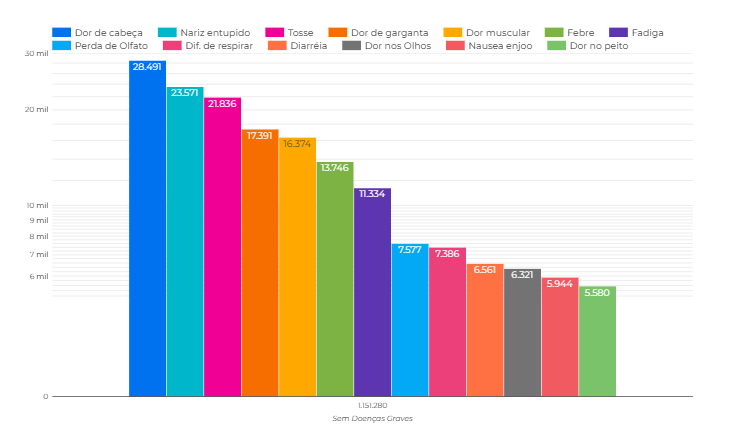 Dor de cabeça Nariz entupido Tosse Dor de garganta Dor muscular Febre Fadiga
Perda de Olfato Dif. de respirar Diarréia Dor nos Olhos Nausea enjoo Dor no peito
30 mil
28.491
23.571
21.836
20 mil
17.391
16.374
13.746
11.334
10 mil
9 mil
8 mil
7.577
7.386
7 mil
6.561
6.321
6 mil
5.944
5.580
0
1.151.280
Sem Doenças Graves